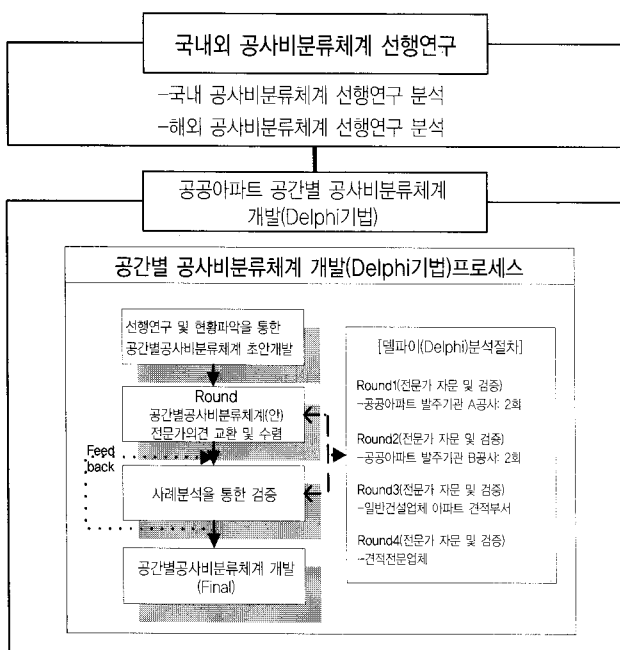 국내외 공사비분류체계 선행연구
-국내 공사비분류체계 선행연구 분석
-해외 공사비분류체계 선행연구 분석
공공아파트 공간별 공사비분류체계
개발(Delphi기법)
공간별 공사비분류체계 개발(Delphi기법)프로세스
선행연구 및 현황파악을 통한
공간별공사비분류체계 초안개발
Round
공간별공사비분류체계(안)
전문가의견 교환 및 수렴
Feed
back
사례분석을 통한 검증
공간별공사비분류체계 개발
(Final)
[델파이(Delphi)분석절차]
Round1(전문가 자문 및 검증)
-공공아파트 발주기관 A공사: 2회
Round2(전문가 자문 및 검증)
-공공아파트 발주기관 B공사: 2회
Round3(전문가 자문 및 검증)
-일반건설업체 아파트 견적부서
Round4(전문가 자문 및 검증)
-견적전문업체